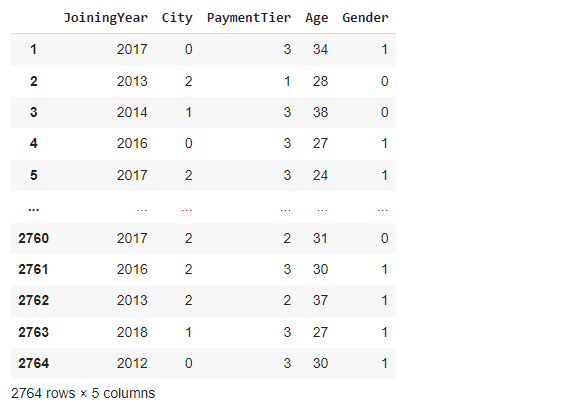 JoiningYear City PaymentTier Age Gender
1 2017 0 3 34 1
2 2013 2 1 28 0
3 2014 1 3 38 0
4 2016 0 3 27 1
5 2017 2 3 24 1
... ... ... ... ... ...
2760 2017 2 2 31 0
2761 2016 2 3 30 1
2762 2013 2 2 37 1
2763 2018 1 3 27 1
2764 2012 0 3 30 1
2764 rows × 5 columns